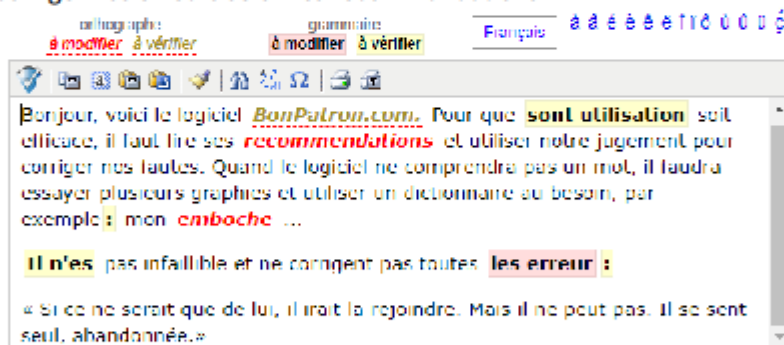 orthographe grammaire
à modifier à vérifier à modifier à vérifier Français
Bonjour, voici le logiciel BonPatron.com. Pour que sont utilisation soit
efficace, il faut lire ses recommendations et utiliser notre jugement pour
corriger nos fautes. Quand le logiciel ne comprendra pas un mot, il faudra
essayer plusieurs graphies et utiliser un dictionnaire au besoin, par
exemple : mon emboche ...
Il n'es pas infaillible et ne corrigent pas toutes les erreur :
« Si ce ne serait que de lui, il irait la rejoindre. Mais il ne peut pas. Il se sent
seul, abandonnée.»